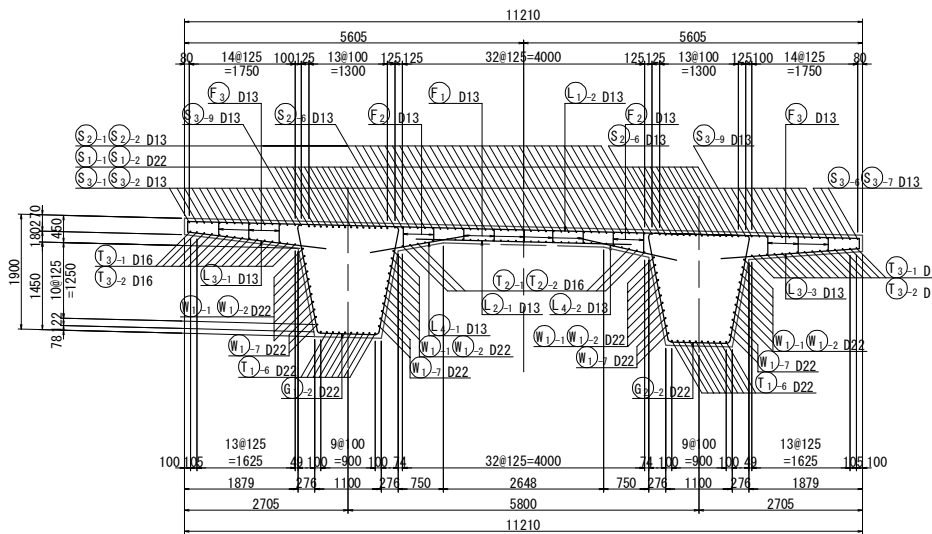 11210
5605 5605
80 14@125 100 125 13@100 125 125 32@125=4000 125 125 13@100 125 100 14@125 80
=1750 =1300 =1300 =1750
F3 D13 F1 D13 L1-2 D13
S3-9 D13 S2-6 D13 F2 D13 F2 D13 S3-9 D13 F3 D13
S2-1 S2-2 D13 S2-6 D13
S1-1 S1-2 D22
S3-1 S3-2 D13 S3-6 S3-7 D13
1900
180 270
450
1450
10@125
=1250
78 122
T3-1 D16
T3-2 D16 L3-1 D13
T2-1 T2-2 D16
T3-1 D
T3-2 D
L3-3 D13
W1-1 W1-2 D22
L2-1 D13 L4-2 D13
L4-1 D13
W1-1 W1-2 D22
W1-7 D22
W1-1 W1-2 D22
W1-7 D22
W1-1 W1-2 D22
W1-7 D22
T1-6 D22
W1-7 D22
G2-2 D22
G2-2 D22
T1-6 D22
13@125 9@100 9@100 13@125
100 105 =1625 49 100 =900 100 74 32@125=4000 74 100 =900 100 49 =1625 105 100
1879 276 1100 276 750 2648 750 276 1100 276 1879
2705 5800 2705
11210